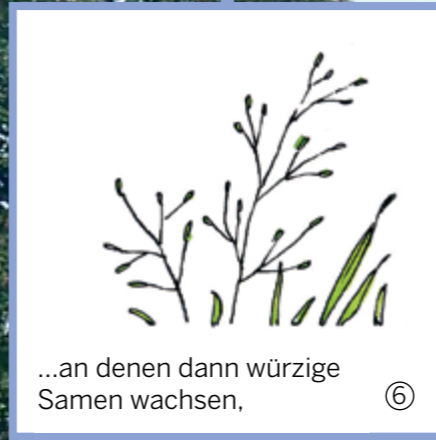 ...an denen dann würzige
Samen wachsen,
⑥